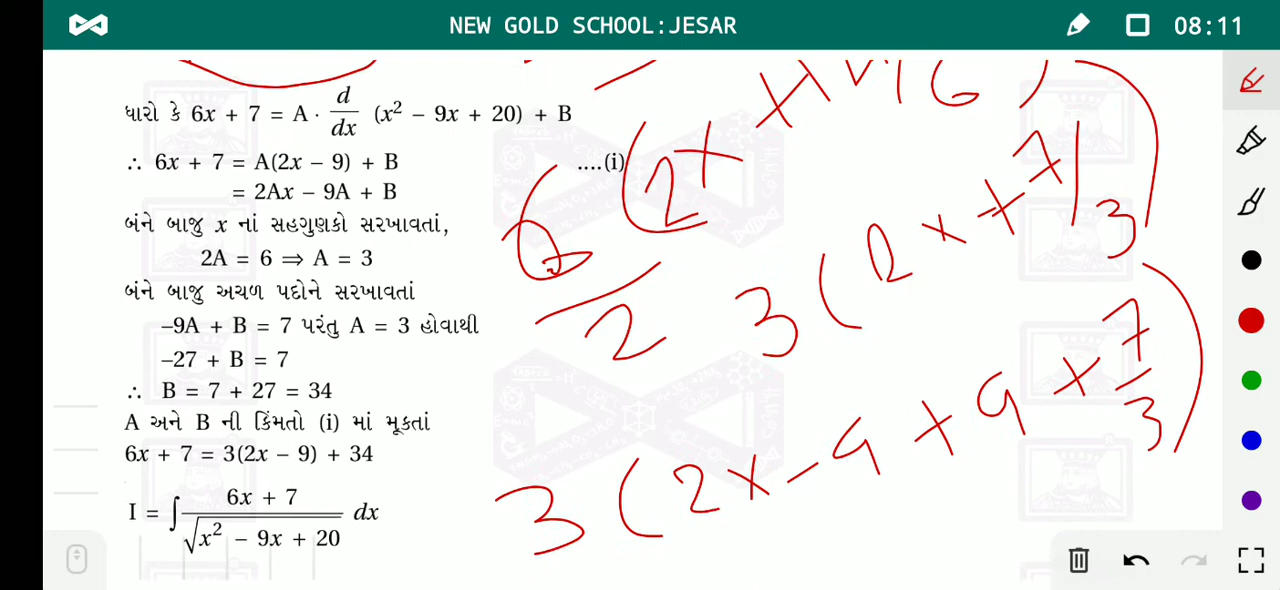 NEW GOLD SCHOOL:JESAR 08:11
ધારો કે 6x + 7 = A · d/dx (x² − 9x + 20) + B
∴ 6x + 7 = A(2x − 9) + B ....(i)
= 2Ax − 9A + B
બંને બાજુ x નાં સહગુણકો સરખાવતાં,
2A = 6 ⇒ A = 3
બંને બાજુ અચળ પદોને સરખાવતાં
−9A + B = 7 પરંતુ A = 3 હોવાથી
−27 + B = 7
∴ B = 7 + 27 = 34
A અને B ની કિંમતો (i) માં મૂકતાં
6x + 7 = 3(2x − 9) + 34
I = ∫ (6x + 7)/√(x² − 9x + 20) dx
3 (2x + 7/3
3 (2x − 9 + 9 + 7/3)